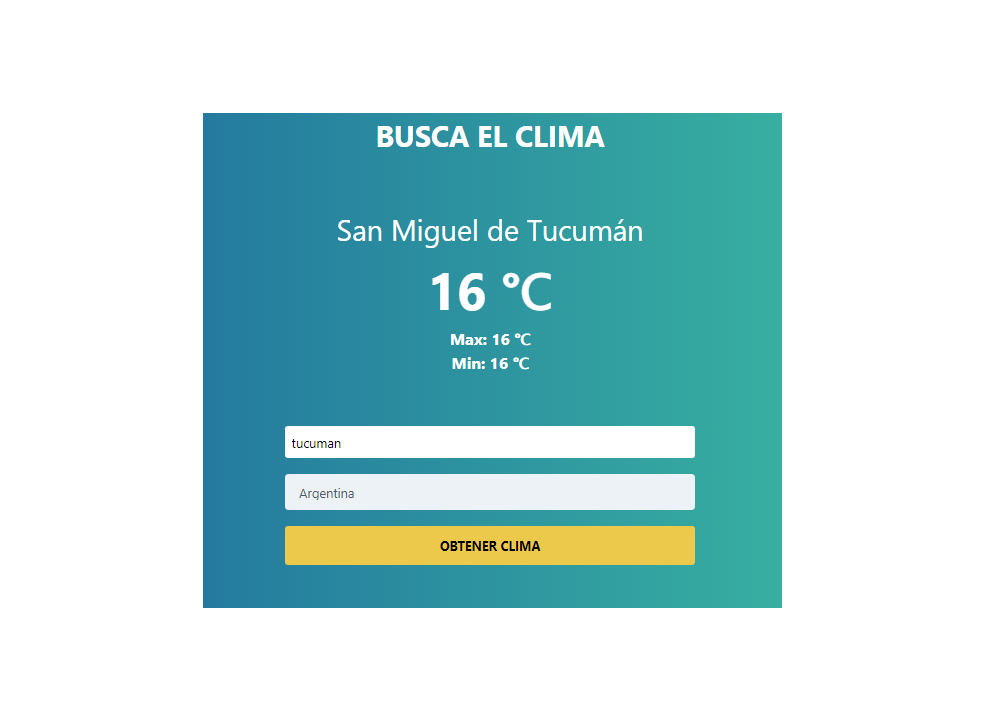 BUSCA EL CLIMA
San Miguel de Tucumán
16 ℃
Max: 16 ℃
Min: 16 ℃
tucuman
Argentina
OBTENER CLIMA